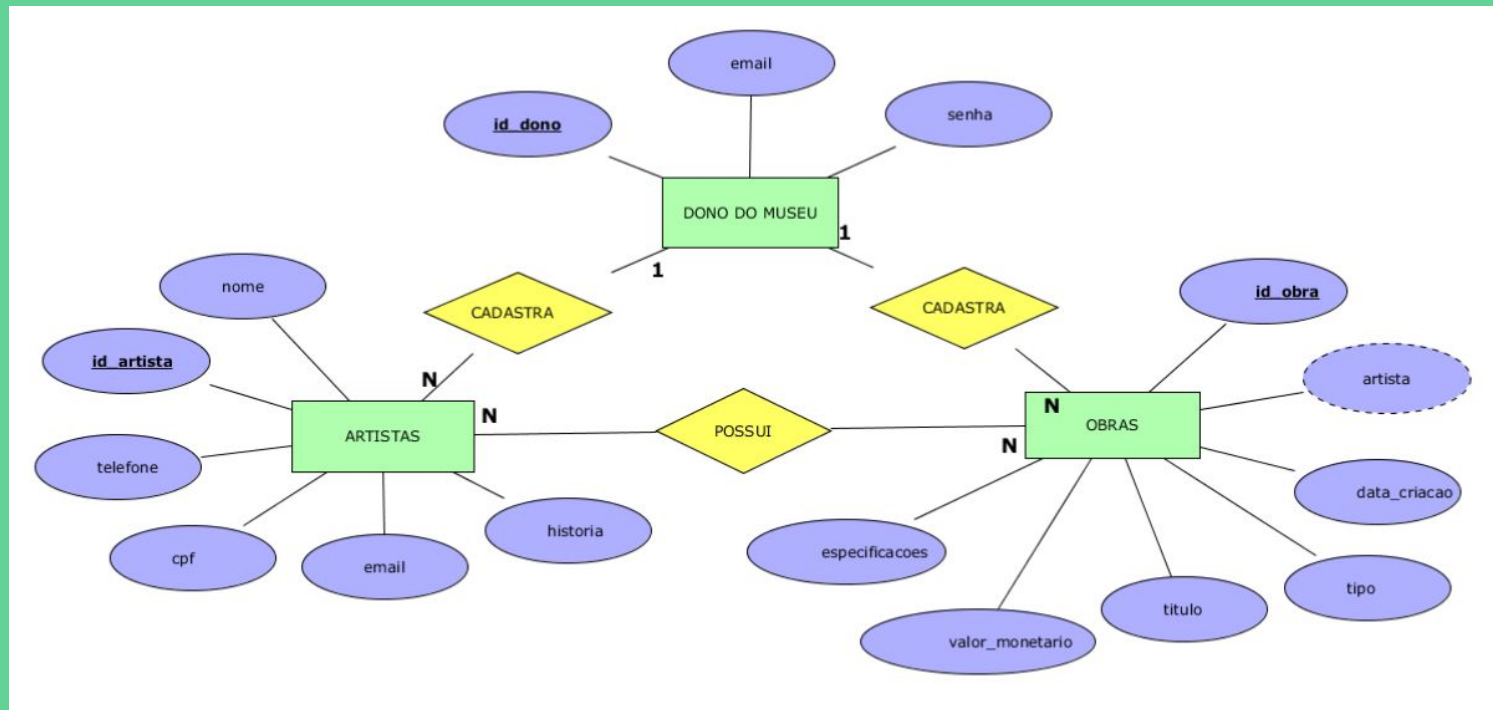 email
id_dono
senha
DONO DO MUSEU
1
1
nome
CADASTRA
CADASTRA
id_obra
id_artista
artista
N
N
N
ARTISTAS
POSSUI
OBRAS
N
telefone
data_criacao
historia
especificacoes
cpf
email
tipo
titulo
valor_monetario